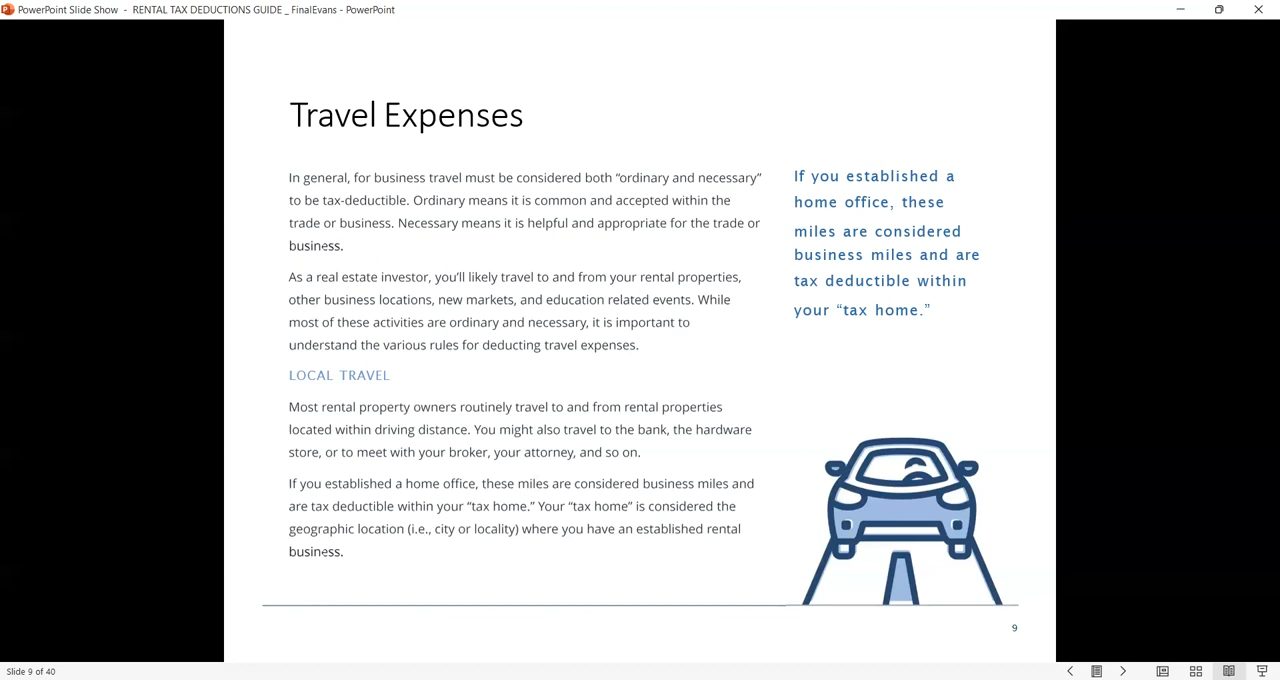 PowerPoint Slide Show - RENTAL TAX DEDUCTIONS GUIDE _ FinalEvans - PowerPoint
Travel Expenses
In general, for business travel must be considered both “ordinary and necessary”
to be tax-deductible. Ordinary means it is common and accepted within the
trade or business. Necessary means it is helpful and appropriate for the trade or
business.
As a real estate investor, you’ll likely travel to and from your rental properties,
other business locations, new markets, and education related events. While
most of these activities are ordinary and necessary, it is important to
understand the various rules for deducting travel expenses.
LOCAL TRAVEL
Most rental property owners routinely travel to and from rental properties
located within driving distance. You might also travel to the bank, the hardware
store, or to meet with your broker, your attorney, and so on.
If you established a home office, these miles are considered business miles and
are tax deductible within your “tax home.” Your “tax home” is considered the
geographic location (i.e., city or locality) where you have an established rental
business.
If you established a
home office, these
miles are considered
business miles and are
tax deductible within
your “tax home.”
9
Slide 9 of 40